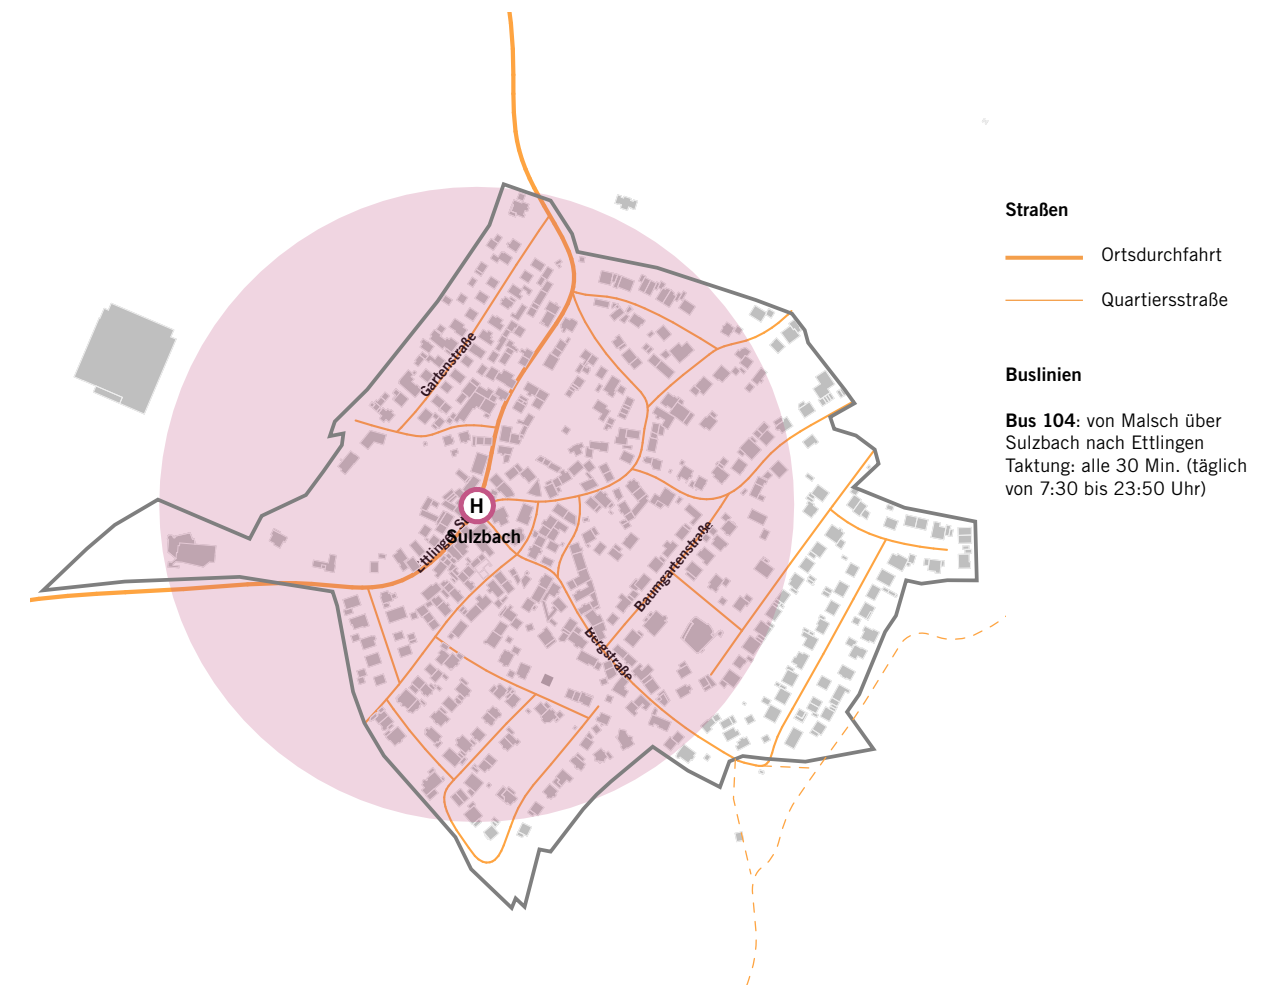 Straßen
Ortsdurchfahrt
Quartiersstraße
Buslinien
Bus 104: von Malsch über
Sulzbach nach Ettlingen
Taktung: alle 30 Min. (täglich
von 7:30 bis 23:50 Uhr)
Gartenstraße
H
Sulzbach
Baumgartenstraße
Bergstraße